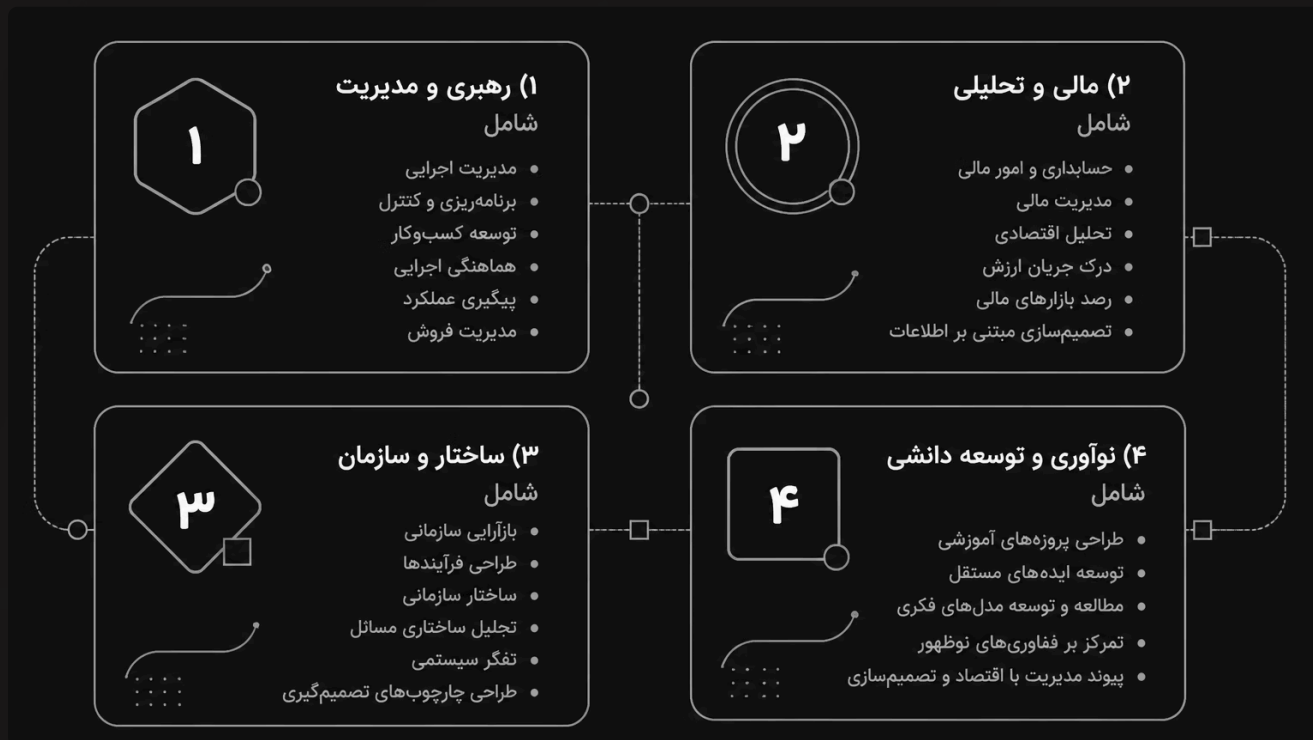 ۱) رهبری و مدیریت
شامل
مدیریت اجرایی
برنامه‌ریزی و کنترل
توسعه کسب‌وکار
هماهنگی اجرایی
پیگیری عملکرد
مدیریت فروش
۱
۲) مالی و تحلیلی
شامل
حسابداری و امور مالی
مدیریت مالی
تحلیل اقتصادی
درک جریان ارزش
رصد بازارهای مالی
تصمیم‌سازی مبتنی بر اطلاعات
۲
۳) ساختار و سازمان
شامل
بازآرایی سازمانی
طراحی فرآیندها
ساختار سازمانی
تجلیل ساختاری مسائل
تفگر سیستمی
طراحی چارچوب‌های تصمیم‌گیری
۳
۴) نوآوری و توسعه دانشی
شامل
طراحی پروزه‌های آموزشی
توسعه ایده‌های مستقل
مطالعه و توسعه مدل‌های فکری
تمرکز بر ففاوری‌های نوظهور
پیوند مدیریت با اقتصاد و تصمیم‌سازی
۴